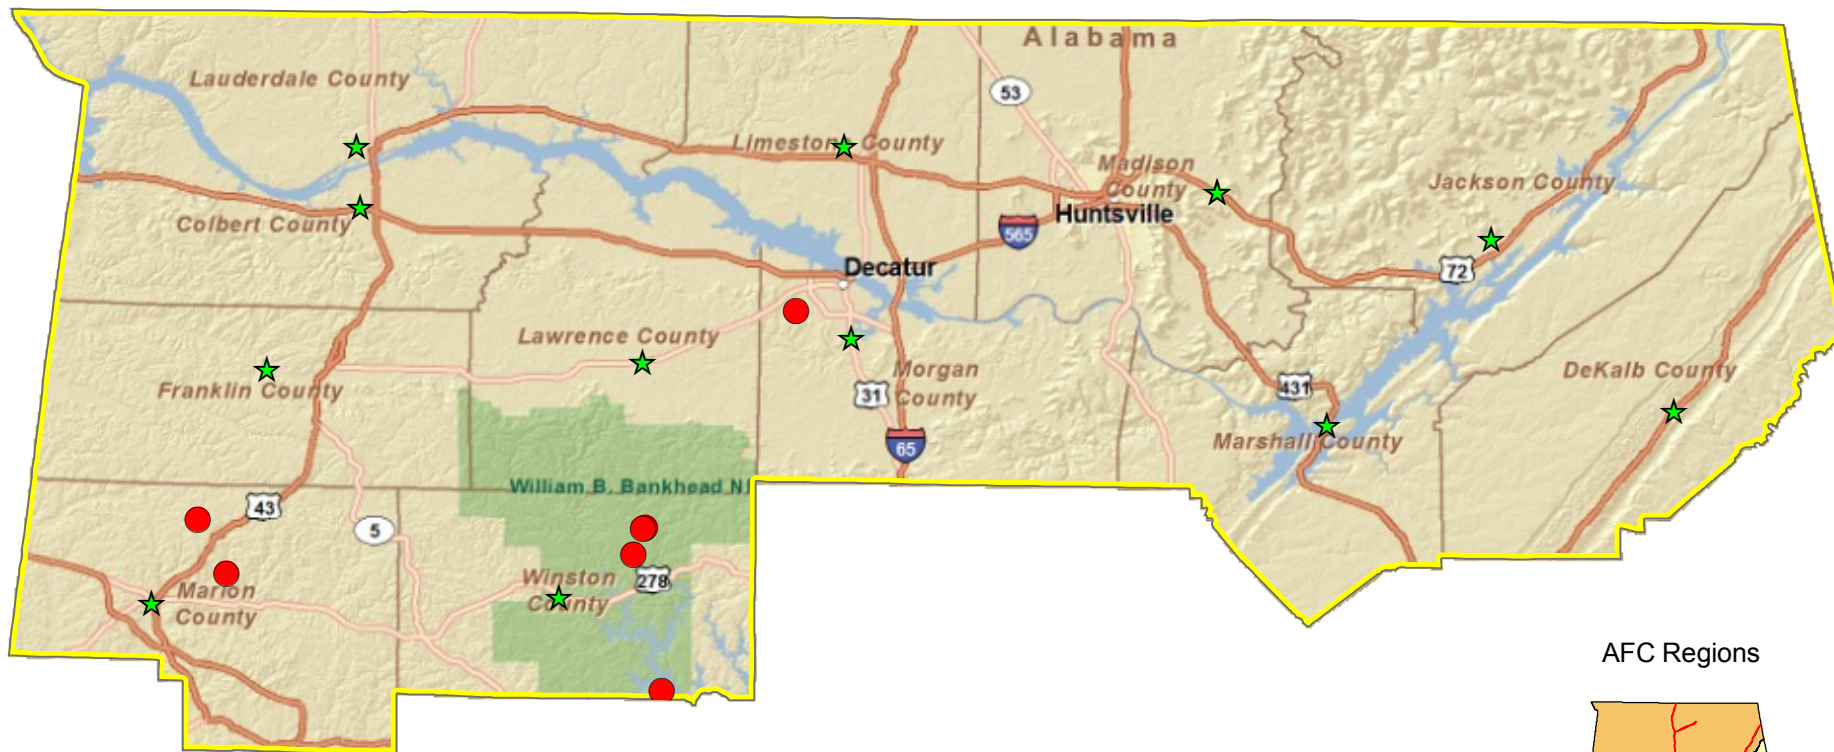 Alabama
Lauderdale County
53
Limestone County
Madison
County
Jackson County
Colbert County
Huntsville
565
Decatur
72
Lawrence County
Franklin County
Morgan
County
31
431
DeKalb County
65
Marshall County
William B. Bankhead N
43
5
Winston
County
278
Marion
County
AFC Regions